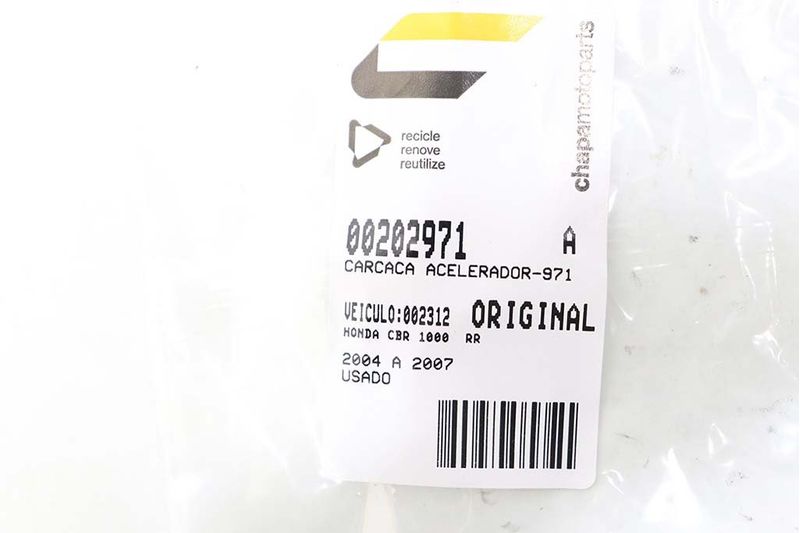 chapamotoparts
recicle
renove
reutilize
00202971 A
CARCACA ACELERADOR-971
VEICULO:002312 ORIGINAL
HONDA CBR 1000 RR
2004 A 2007
USADO